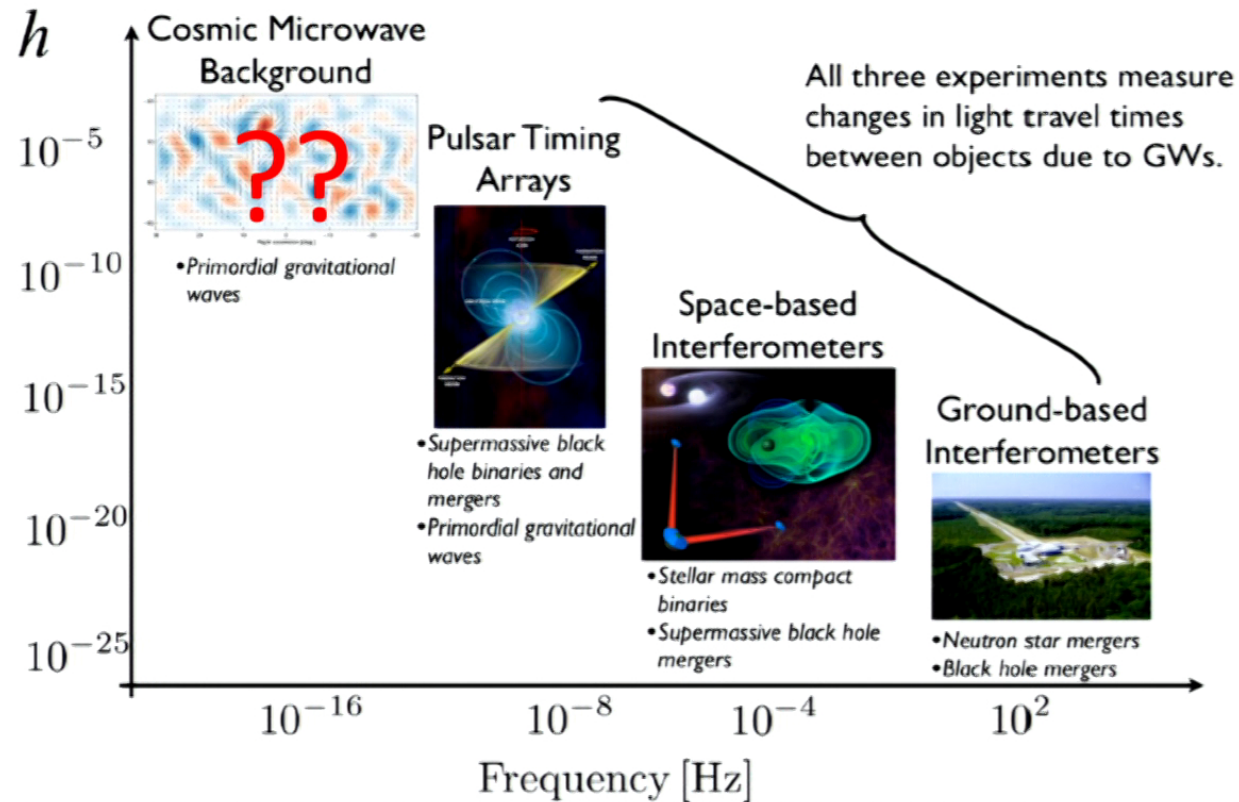 h
Cosmic Microwave
Background
??
•Primordial gravitational
waves
Pulsar Timing
Arrays
•Supermassive black
hole binaries and
mergers
•Primordial gravitational
waves
All three experiments measure
changes in light travel times
between objects due to GWs.
Space-based
Interferometers
•Stellar mass compact
binaries
•Supermassive black hole
mergers
Ground-based
Interferometers
•Neutron star mergers
•Black hole mergers
10⁻⁵
10⁻¹⁰
10⁻¹⁵
10⁻²⁰
10⁻²⁵
10⁻¹⁶
10⁻⁸
10⁻⁴
10²
Frequency [Hz]